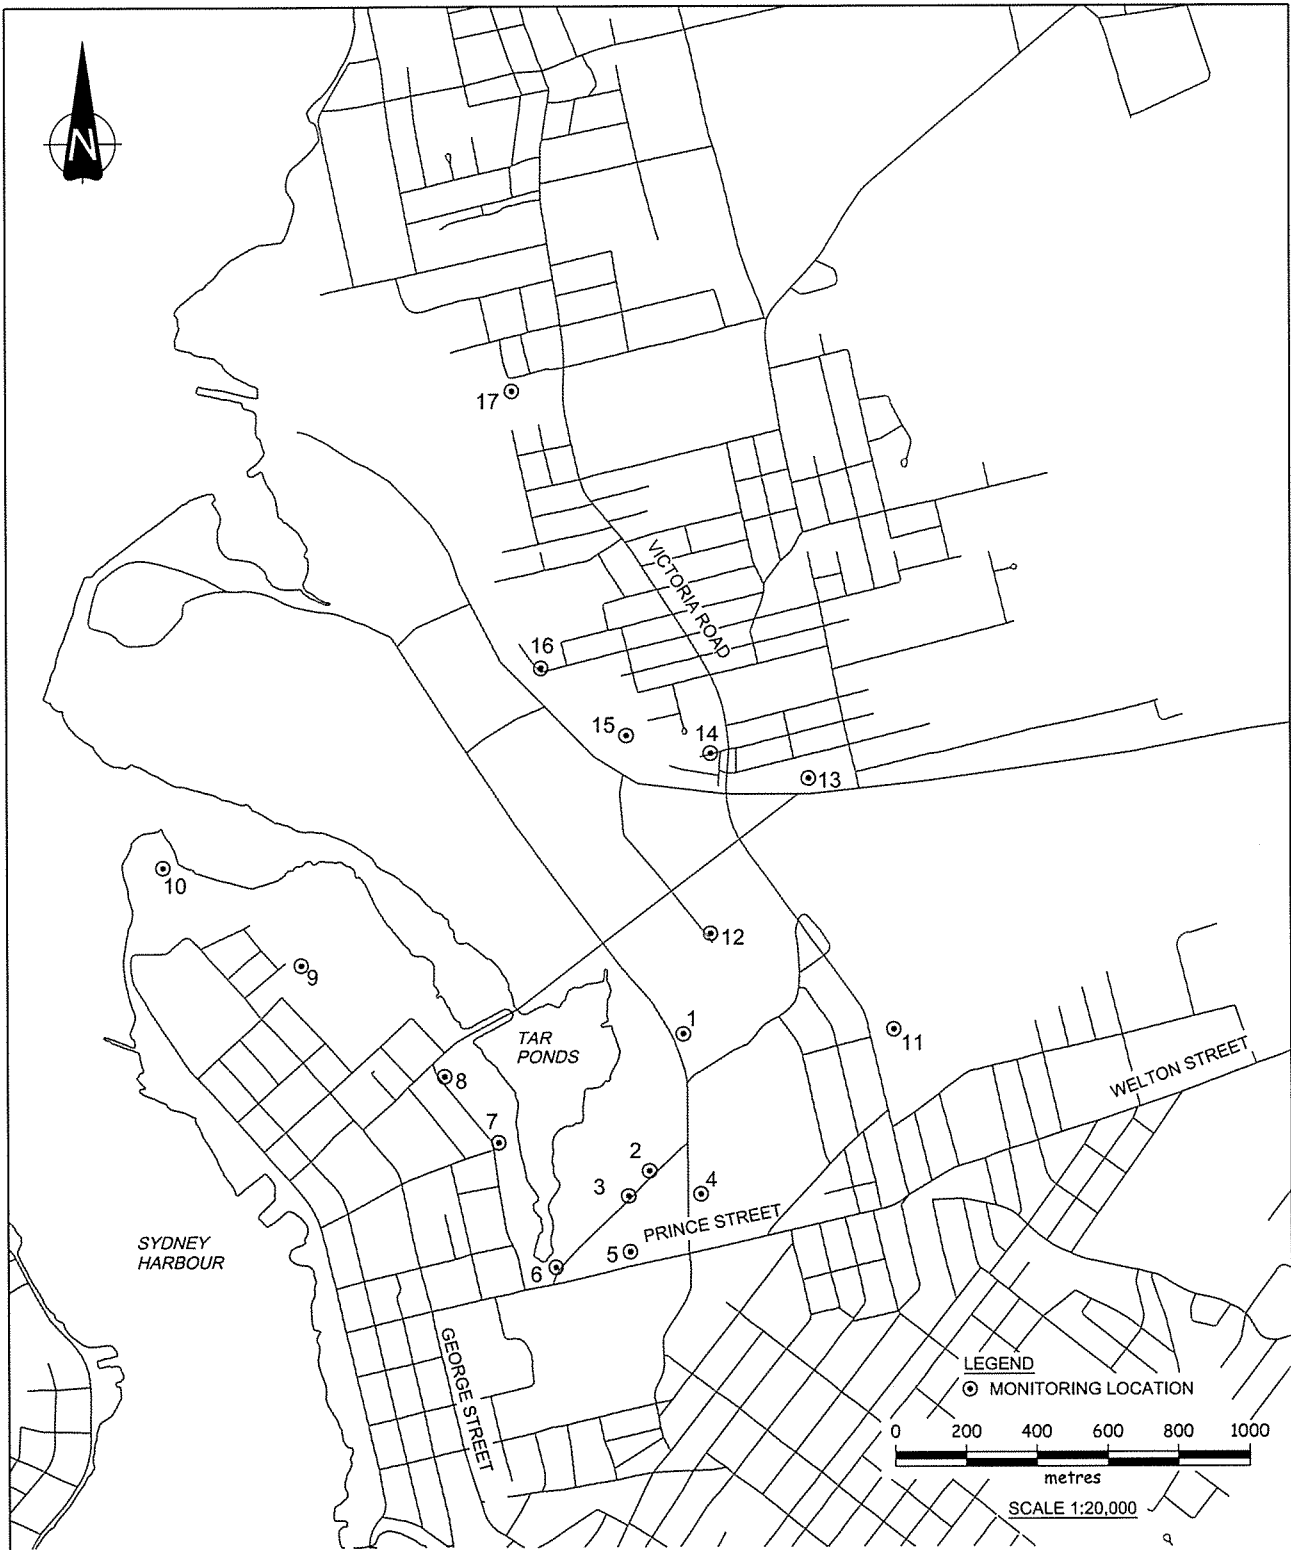 N
17
VICTORIA ROAD
16
15
14
13
10
12
9
1
11
TAR
PONDS
WELTON STREET
8
7
2
3
4
PRINCE STREET
5
6
SYDNEY
HARBOUR
GEORGE STREET
LEGEND
MONITORING LOCATION
0 200 400 600 800 1000
metres
SCALE 1:20,000